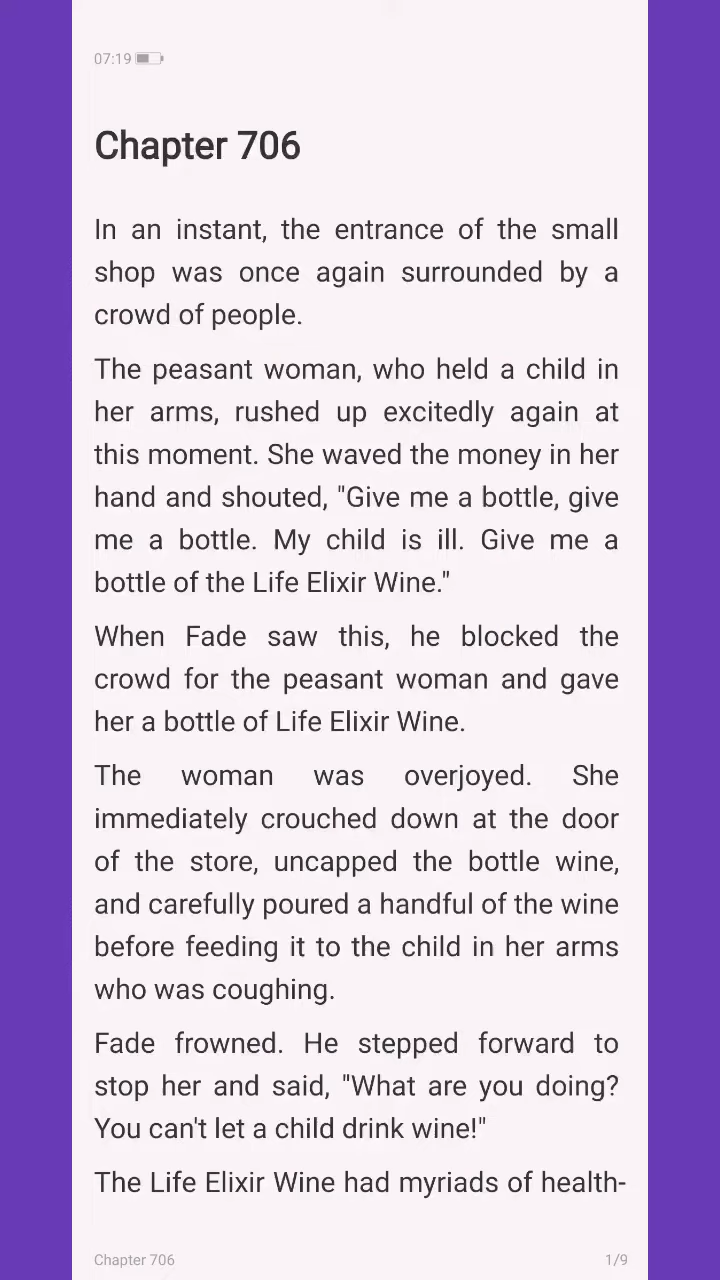 07:19
Chapter 706
In an instant, the entrance of the small
shop was once again surrounded by a
crowd of people.
The peasant woman, who held a child in
her arms, rushed up excitedly again at
this moment. She waved the money in her
hand and shouted, "Give me a bottle, give
me a bottle. My child is ill. Give me a
bottle of the Life Elixir Wine."
When Fade saw this, he blocked the
crowd for the peasant woman and gave
her a bottle of Life Elixir Wine.
The woman was overjoyed. She
immediately crouched down at the door
of the store, uncapped the bottle wine,
and carefully poured a handful of the wine
before feeding it to the child in her arms
who was coughing.
Fade frowned. He stepped forward to
stop her and said, "What are you doing?
You can't let a child drink wine!"
The Life Elixir Wine had myriads of health-
Chapter 706 1/9